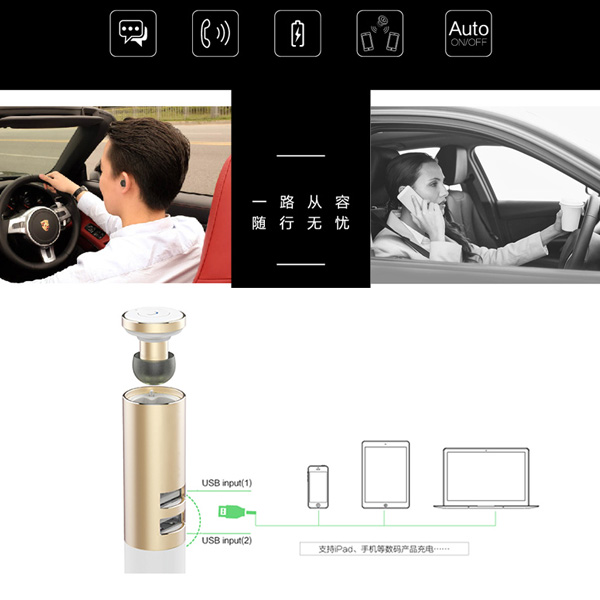 Auto
ON/OFF
一路从容
随行无忧
USB input(1)
USB input(2)
支持iPad、手机等数码产品充电······